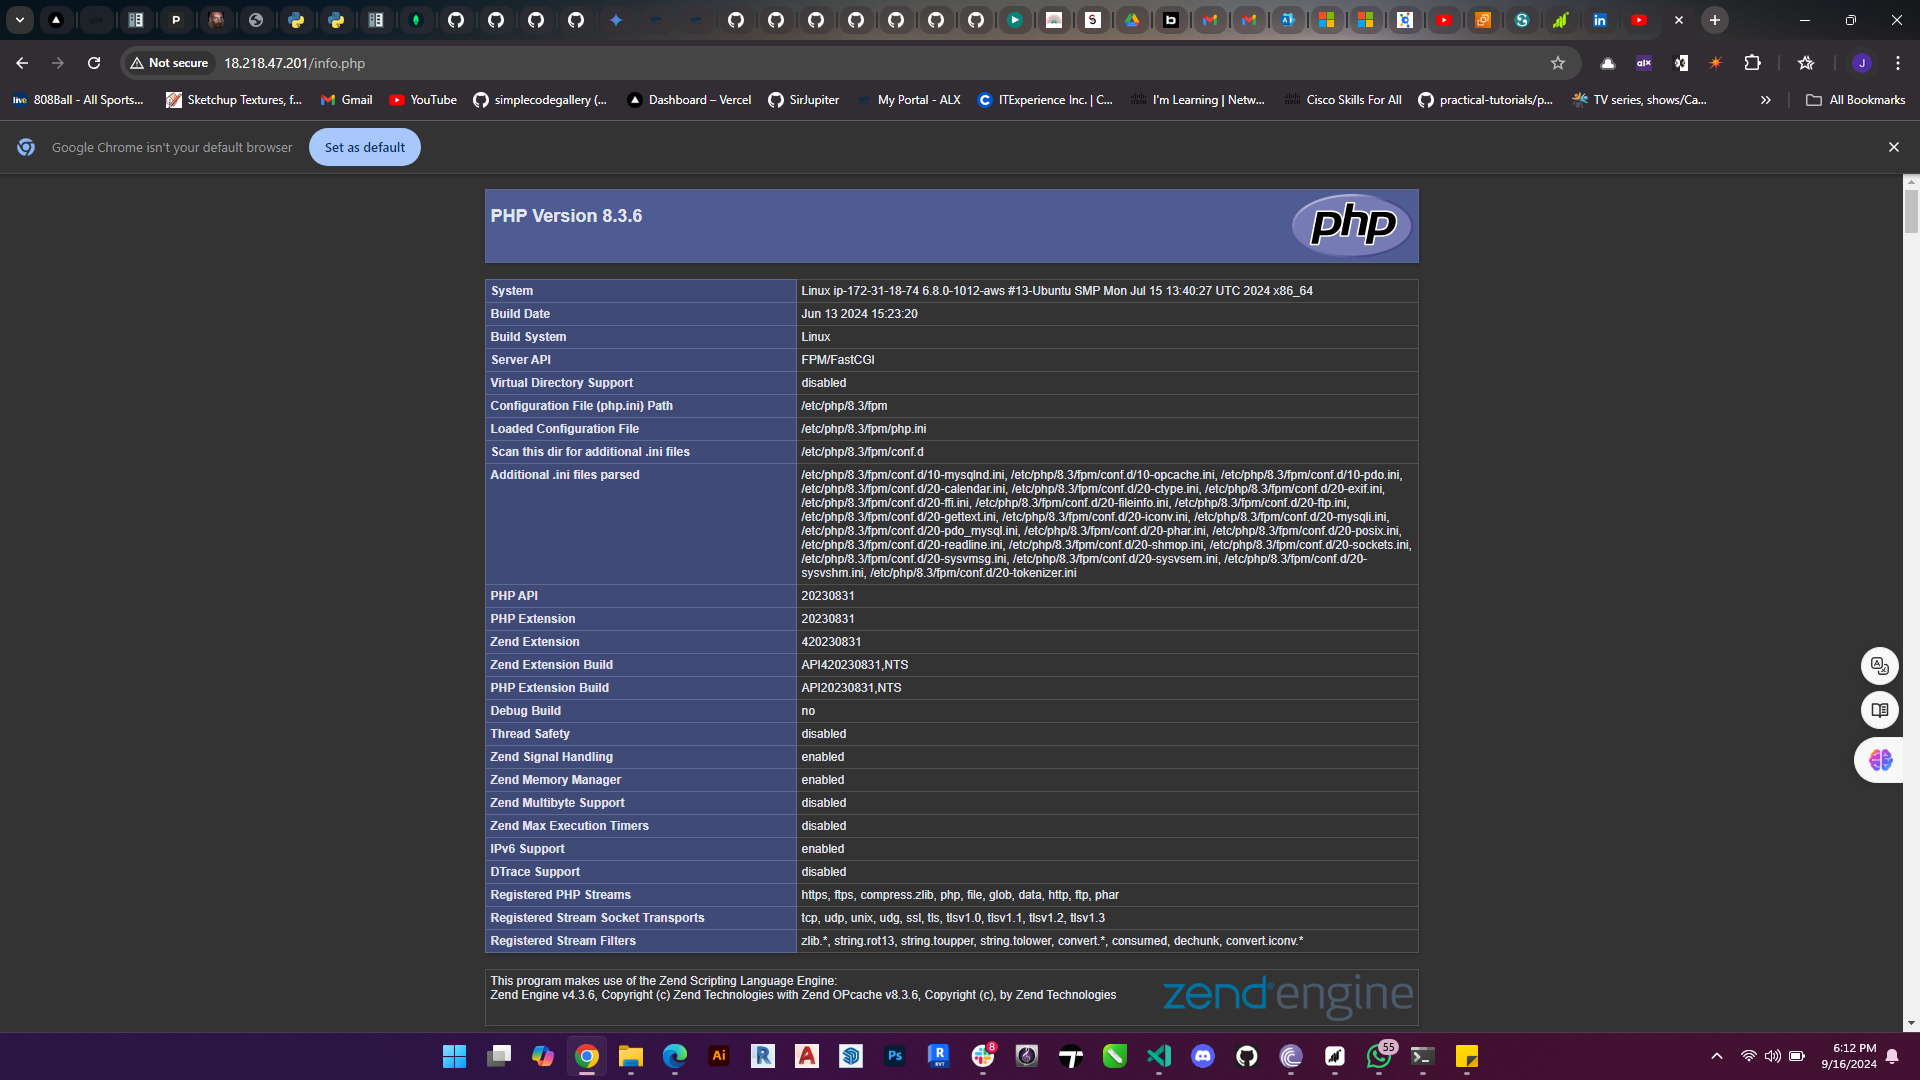 Not secure
18.218.47.201/info.php
J
808Ball - All Sports...
Sketchup Textures, f...
Gmail
YouTube
simplecodegallery (...
Dashboard – Vercel
SirJupiter
My Portal - ALX
ITExperience Inc. | C...
I'm Learning | Netw...
Cisco Skills For All
practical-tutorials/p...
TV series, shows/Ca...
All Bookmarks
Google Chrome isn't your default browser
Set as default
PHP Version 8.3.6
php
System Linux ip-172-31-18-74 6.8.0-1012-aws #13-Ubuntu SMP Mon Jul 15 13:40:27 UTC 2024 x86_64
Build Date Jun 13 2024 15:23:20
Build System Linux
Server API FPM/FastCGI
Virtual Directory Support disabled
Configuration File (php.ini) Path /etc/php/8.3/fpm
Loaded Configuration File /etc/php/8.3/fpm/php.ini
Scan this dir for additional .ini files /etc/php/8.3/fpm/conf.d
Additional .ini files parsed /etc/php/8.3/fpm/conf.d/10-mysqlnd.ini, /etc/php/8.3/fpm/conf.d/10-opcache.ini, /etc/php/8.3/fpm/conf.d/10-pdo.ini,
/etc/php/8.3/fpm/conf.d/20-calendar.ini, /etc/php/8.3/fpm/conf.d/20-ctype.ini, /etc/php/8.3/fpm/conf.d/20-exif.ini,
/etc/php/8.3/fpm/conf.d/20-ffi.ini, /etc/php/8.3/fpm/conf.d/20-fileinfo.ini, /etc/php/8.3/fpm/conf.d/20-ftp.ini,
/etc/php/8.3/fpm/conf.d/20-gettext.ini, /etc/php/8.3/fpm/conf.d/20-iconv.ini, /etc/php/8.3/fpm/conf.d/20-mysqli.ini,
/etc/php/8.3/fpm/conf.d/20-pdo_mysql.ini, /etc/php/8.3/fpm/conf.d/20-phar.ini, /etc/php/8.3/fpm/conf.d/20-posix.ini,
/etc/php/8.3/fpm/conf.d/20-readline.ini, /etc/php/8.3/fpm/conf.d/20-shmop.ini, /etc/php/8.3/fpm/conf.d/20-sockets.ini,
/etc/php/8.3/fpm/conf.d/20-sysvmsg.ini, /etc/php/8.3/fpm/conf.d/20-sysvsem.ini, /etc/php/8.3/fpm/conf.d/20-
sysvshm.ini, /etc/php/8.3/fpm/conf.d/20-tokenizer.ini
PHP API 20230831
PHP Extension 20230831
Zend Extension 420230831
Zend Extension Build API420230831,NTS
PHP Extension Build API20230831,NTS
Debug Build no
Thread Safety disabled
Zend Signal Handling enabled
Zend Memory Manager enabled
Zend Multibyte Support disabled
Zend Max Execution Timers disabled
IPv6 Support enabled
DTrace Support disabled
Registered PHP Streams https, ftps, compress.zlib, php, file, glob, data, http, ftp, phar
Registered Stream Socket Transports tcp, udp, unix, udg, ssl, tls, tlsv1.0, tlsv1.1, tlsv1.2, tlsv1.3
Registered Stream Filters zlib.*, string.rot13, string.toupper, string.tolower, convert.*, consumed, dechunk, convert.iconv.*
This program makes use of the Zend Scripting Language Engine:
Zend Engine v4.3.6, Copyright (c) Zend Technologies with Zend OPcache v8.3.6, Copyright (c), by Zend Technologies
zend engine
8
55
6:12 PM
9/16/2024